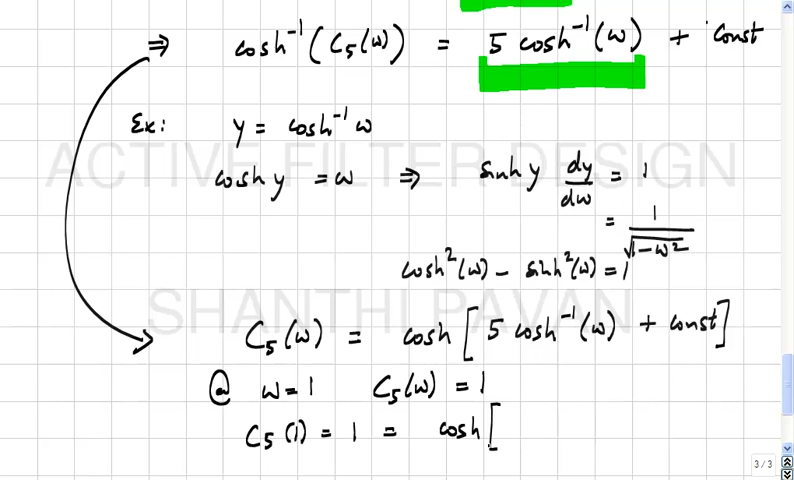 ⇒ cosh⁻¹(C₅(ω)) = 5 cosh⁻¹(ω) + const
Ex: y = cosh⁻¹ ω
ACTIVE FILTER DESIGN
cosh y = ω ⇒ sinh y dy/dω = 1
= 1/√(1-ω²)
cosh²(ω) - sinh²(ω) = 1
SHANTHI PAVAN
C₅(ω) = cosh [5 cosh⁻¹(ω) + const]
@ ω = 1 C₅(ω) = 1
C₅(1) = 1 = cosh [
3 / 3